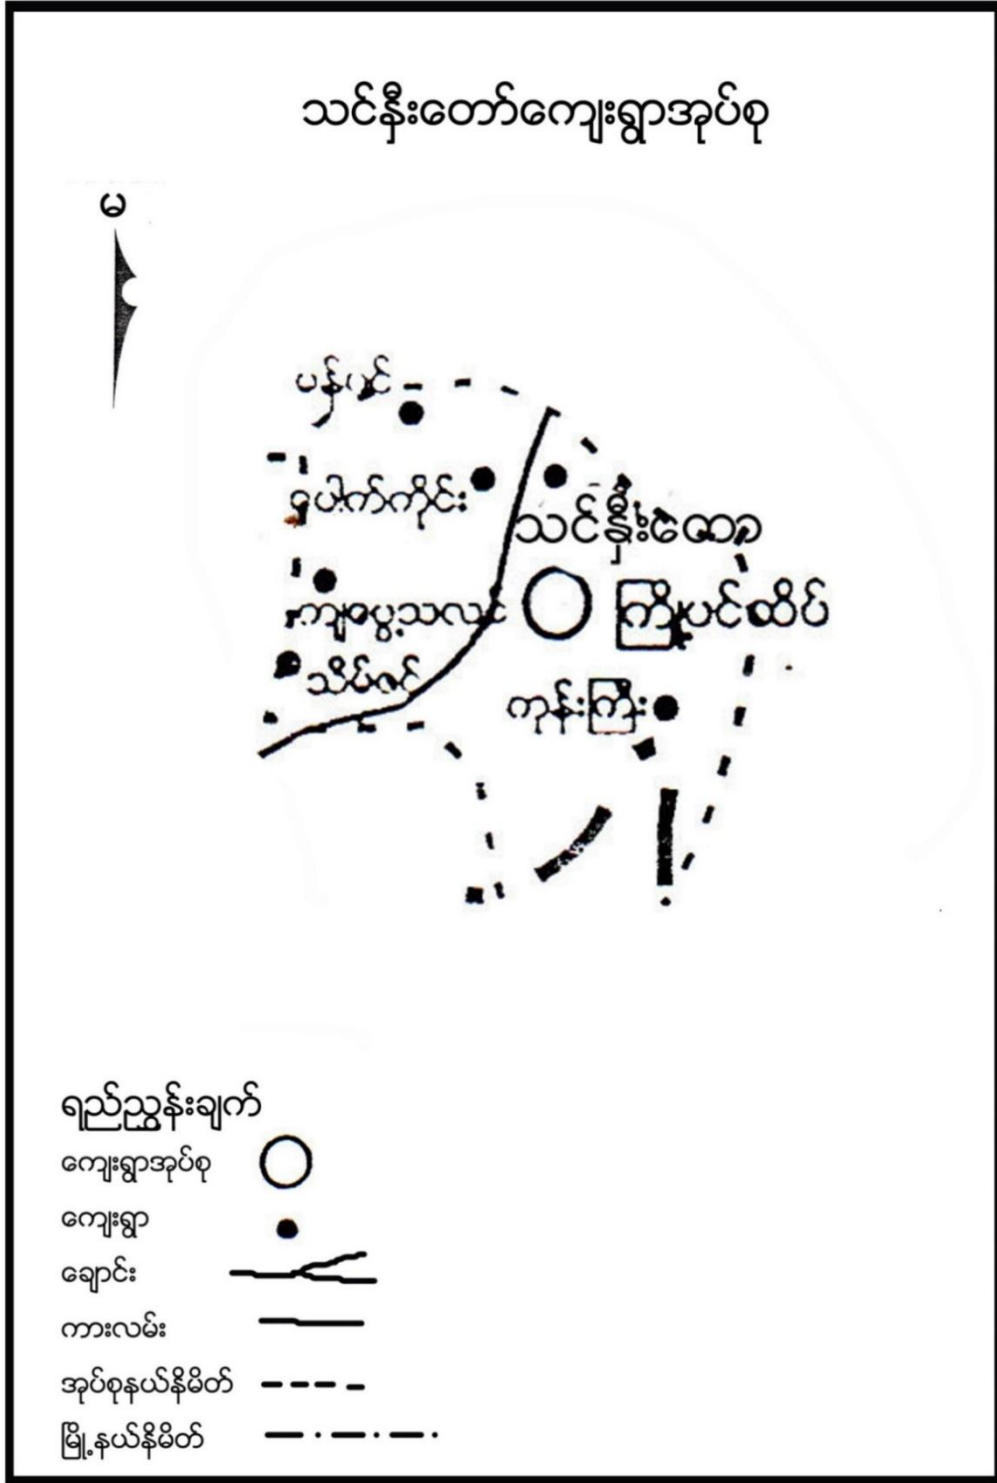 သင်နှီးတော်ကျေးရွာအုပ်စု
မ
ပန်ပွင်
ရှပါက်ကိုင်း
သင်နှီးတော
ကျပွေ့သလင်
ကြို့ပင်ဆိပ်
သိမ်ဇင်
ကုန်းကြီး
ရည်ညွှန်းချက်
ကျေးရွာအုပ်စု
ကျေးရွာ
ချောင်း
ကားလမ်း
အုပ်စုနယ်နိမိတ်
မြို့နယ်နိမိတ်